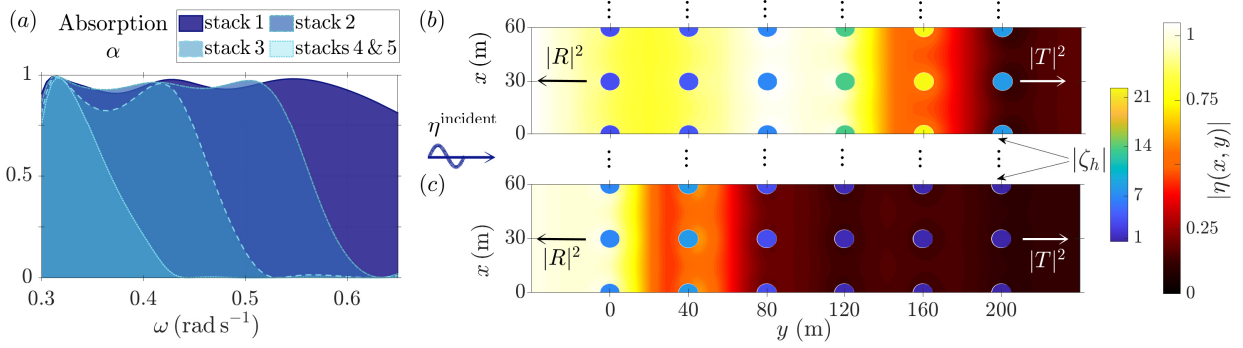 (a) Absorption α
stack 1 stack 2
stack 3 stacks 4 & 5
1
0.5
0
0.3 0.4 0.5 0.6
ω (rad s⁻¹)
η^incident
(b)
x (m)
60
30
0
|R|² |T|²
(c)
x (m)
60
30
0
|R|² |T|²
0 40 80 120 160 200
y (m)
|ζ_h|
21
14
7
1
|η(x, y)|
1
0.75
0.25
0